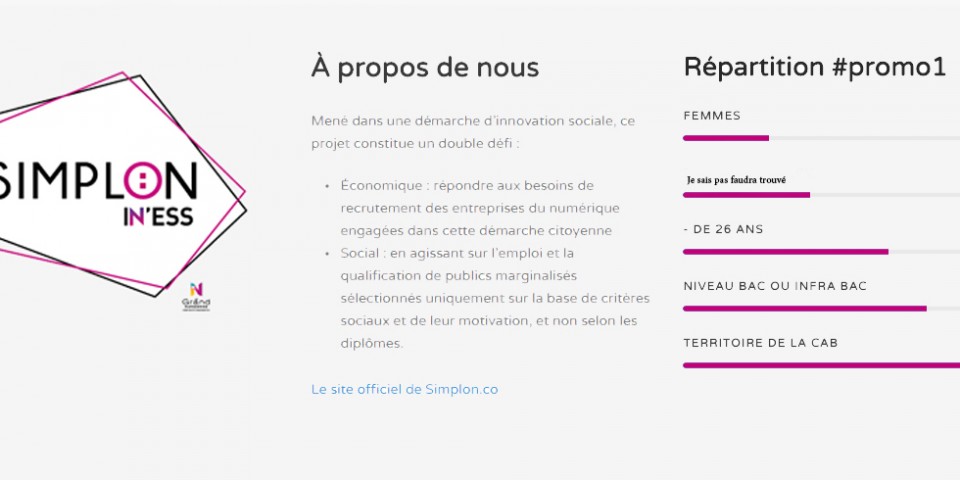 SIMPLON
IN'ESS
Grand
À propos de nous
Mené dans une démarche d'innovation sociale, ce
projet constitue un double défi :
• Économique : répondre aux besoins de
recrutement des entreprises du numérique
engagées dans cette démarche citoyenne
• Social : en agissant sur l'emploi et la
qualification de publics marginalisés
sélectionnés uniquement sur la base de critères
sociaux et de leur motivation, et non selon les
diplômes.
Le site officiel de Simplon.co
Répartition #promo1
FEMMES
Je sais pas faudra trouvé
- DE 26 ANS
NIVEAU BAC OU INFRA BAC
TERRITOIRE DE LA CAB